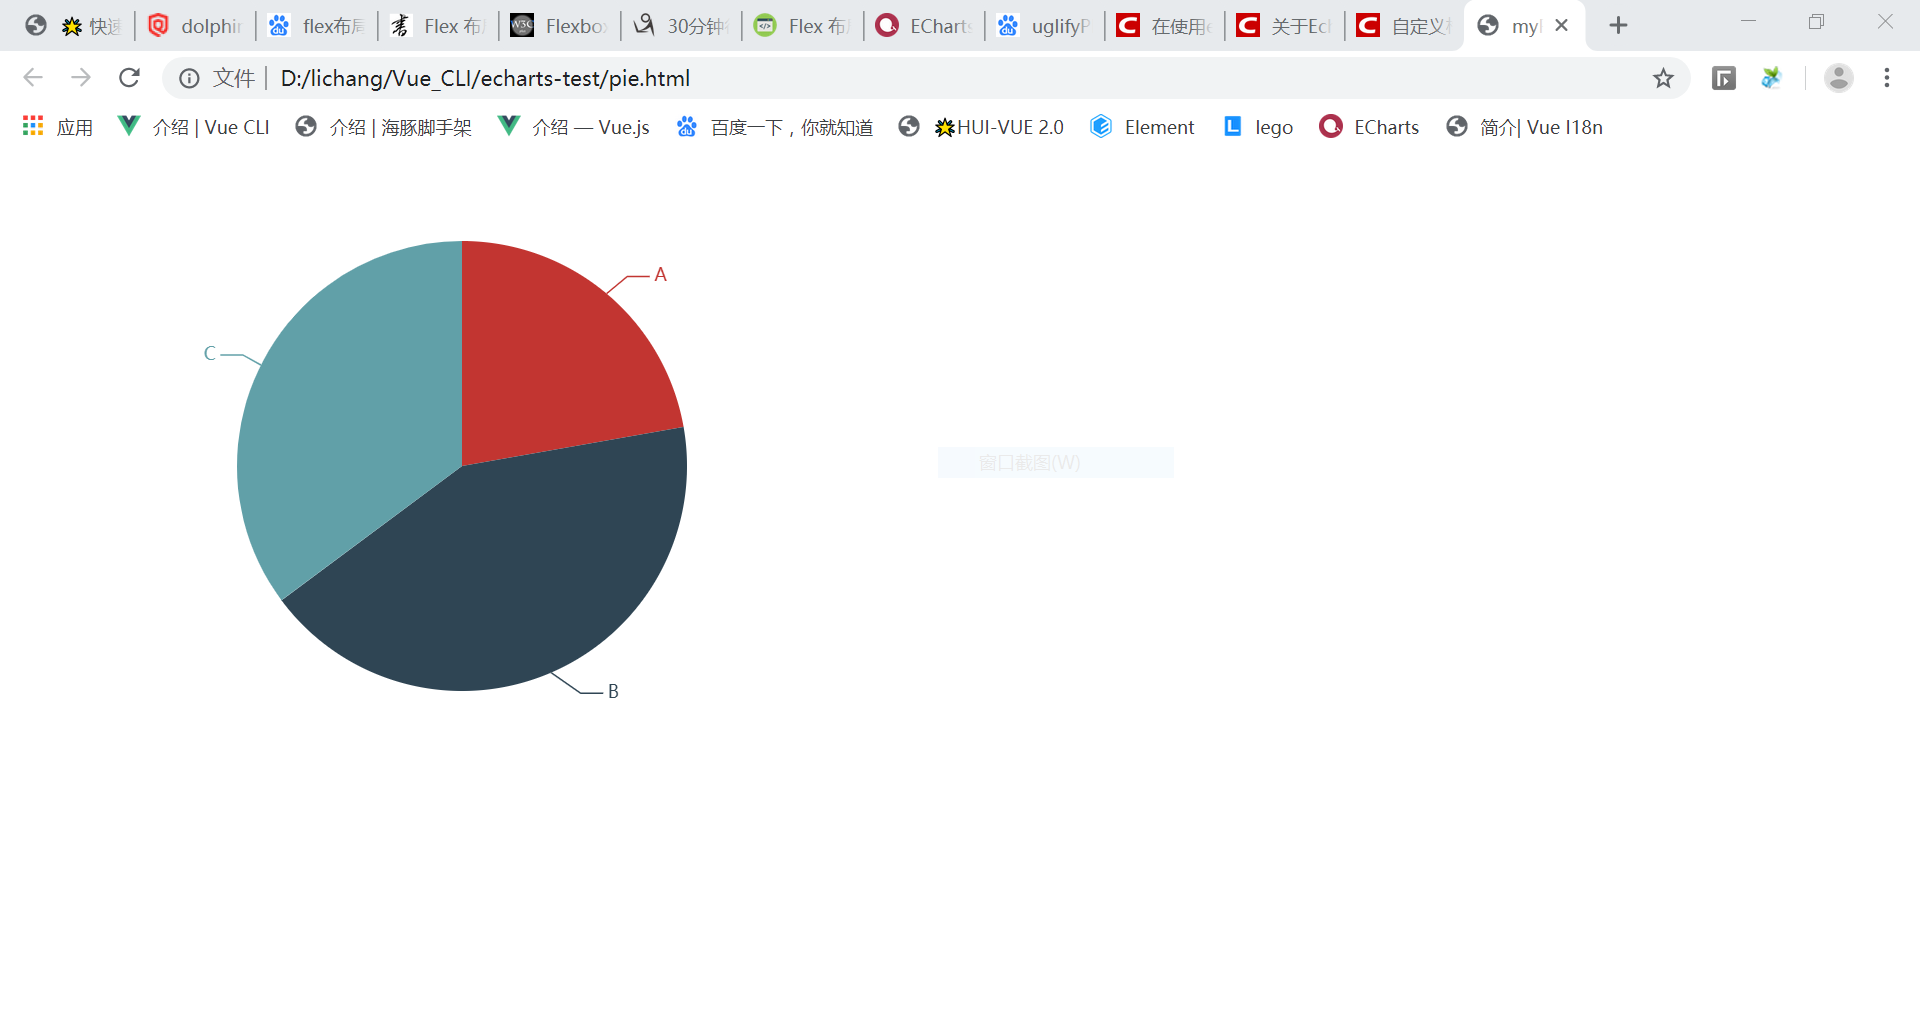 快速 dolphin flex布局 Flex 布局 Flexbox 30分钟 Flex 布局 ECharts uglifyP 在使用e 关于Ech 自定义 my
文件 D:/lichang/Vue_CLI/echarts-test/pie.html
应用 介绍 | Vue CLI 介绍 | 海豚脚手架 介绍 — Vue.js 百度一下，你就知道 HUI-VUE 2.0 Element lego ECharts 简介| Vue I18n
A
C
窗口截图(W)
B